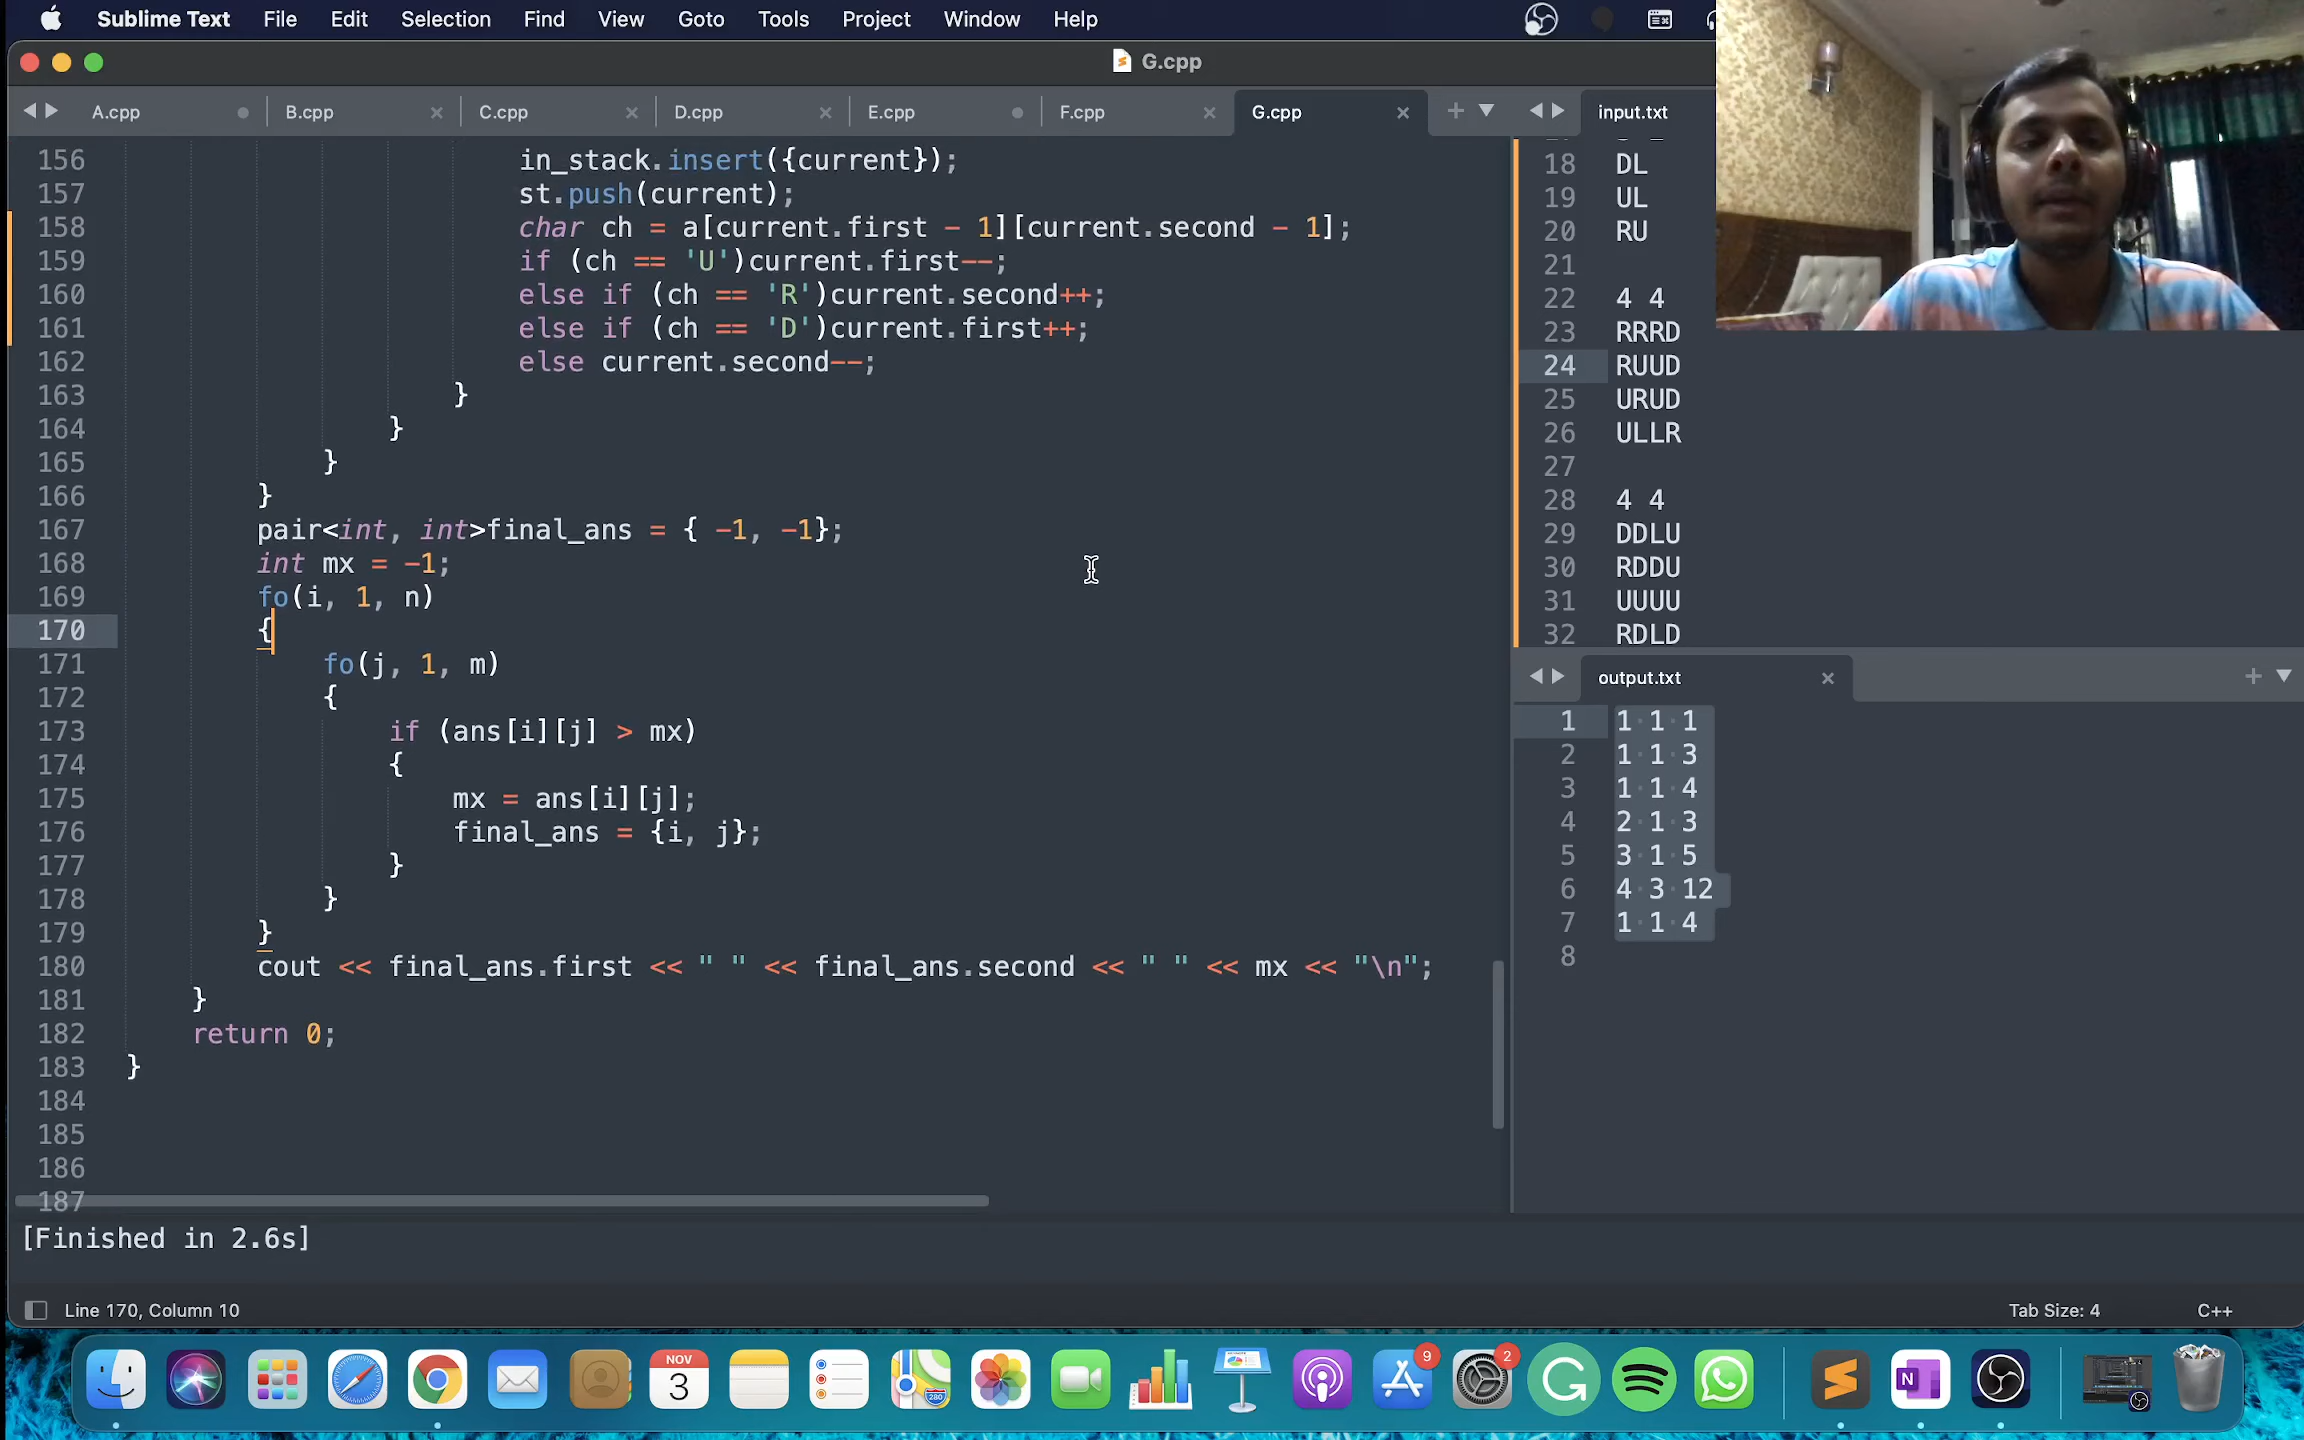 Sublime Text File Edit Selection Find View Goto Tools Project Window Help
G.cpp
A.cpp B.cpp C.cpp D.cpp E.cpp F.cpp G.cpp
156 in_stack.insert({current});
157 st.push(current);
158 char ch = a[current.first - 1][current.second - 1];
159 if (ch == 'U')current.first--;
160 else if (ch == 'R')current.second++;
161 else if (ch == 'D')current.first++;
162 else current.second--;
163 }
164 }
165 }
166 }
167 pair<int, int>final_ans = { -1, -1};
168 int mx = -1;
169 fo(i, 1, n)
170 {
171 fo(j, 1, m)
172 {
173 if (ans[i][j] > mx)
174 {
175 mx = ans[i][j];
176 final_ans = {i, j};
177 }
178 }
179 }
180 cout << final_ans.first << " " << final_ans.second << " " << mx << "\n";
181 }
182 return 0;
183 }
184
185
186
187
input.txt
18 DL
19 UL
20 RU
21
22 4 4
23 RRRD
24 RUUD
25 URUD
26 ULLR
27
28 4 4
29 DDLU
30 RDDU
31 UUUU
32 RDLD
output.txt
1 1 1 1
2 1 1 3
3 1 1 4
4 2 1 3
5 3 1 5
6 4 3 12
7 1 1 4
8
[Finished in 2.6s]
Line 170, Column 10 Tab Size: 4 C++
NOV
3
280
9
2
N